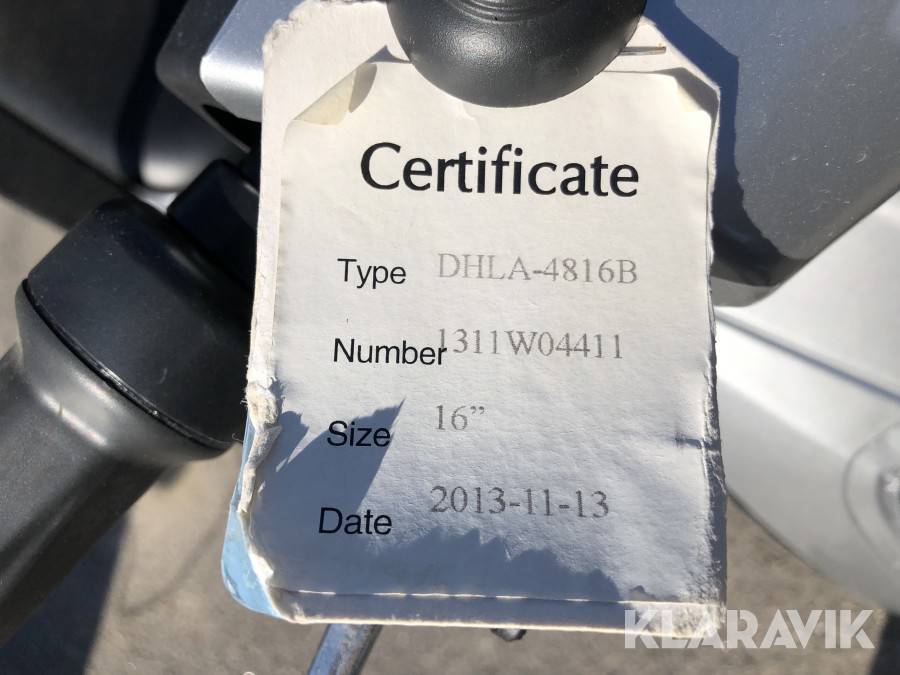 Certificate
Type DHLA-4816B
Number 1311W04411
Size 16”
Date 2013-11-13
KLARAVIK